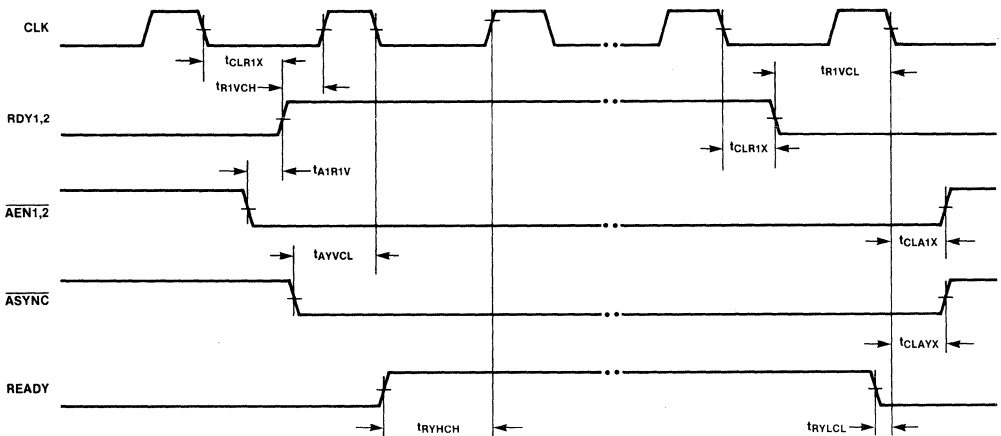 CLK
tCLR1X
tR1VCH
tR1VCL
RDY1,2
tCLR1X
tA1R1V
AEN1,2
tCLA1X
tAYVCL
ASYNC
tCLAYX
READY
tRYHCH
tRYLCL